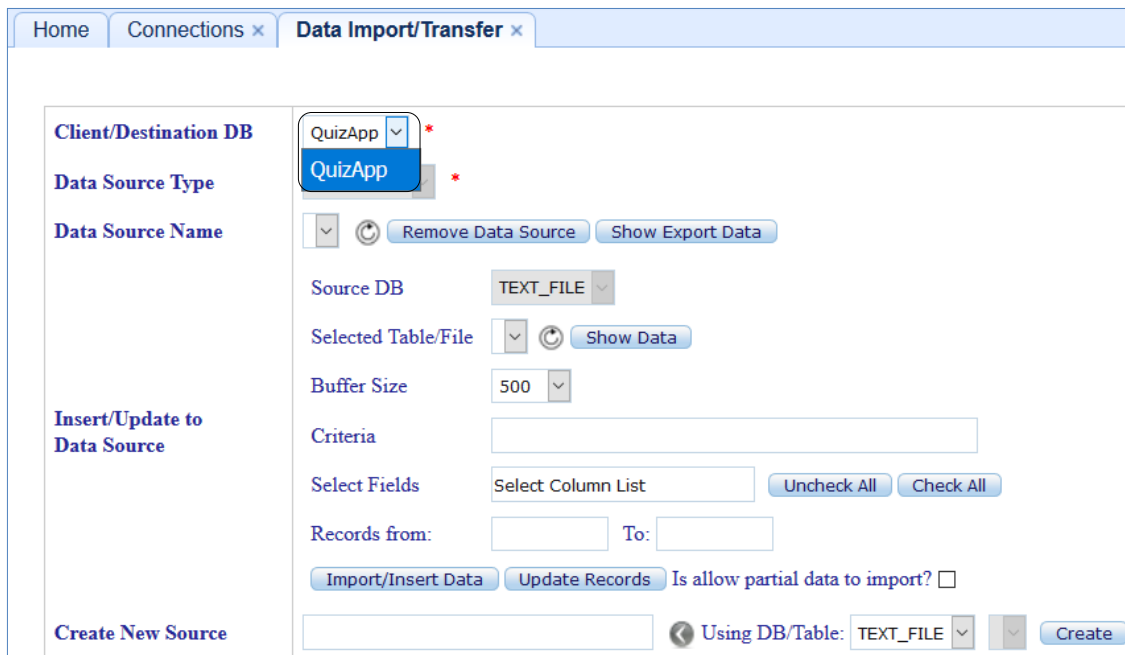 Home Connections × Data Import/Transfer ×
Client/Destination DB QuizApp *
QuizApp
Data Source Type *
Data Source Name Remove Data Source Show Export Data
Source DB TEXT_FILE
Selected Table/File Show Data
Buffer Size 500
Insert/Update to
Data Source
Criteria
Select Fields Select Column List Uncheck All Check All
Records from: To:
Import/Insert Data Update Records Is allow partial data to import?
Create New Source Using DB/Table: TEXT_FILE Create